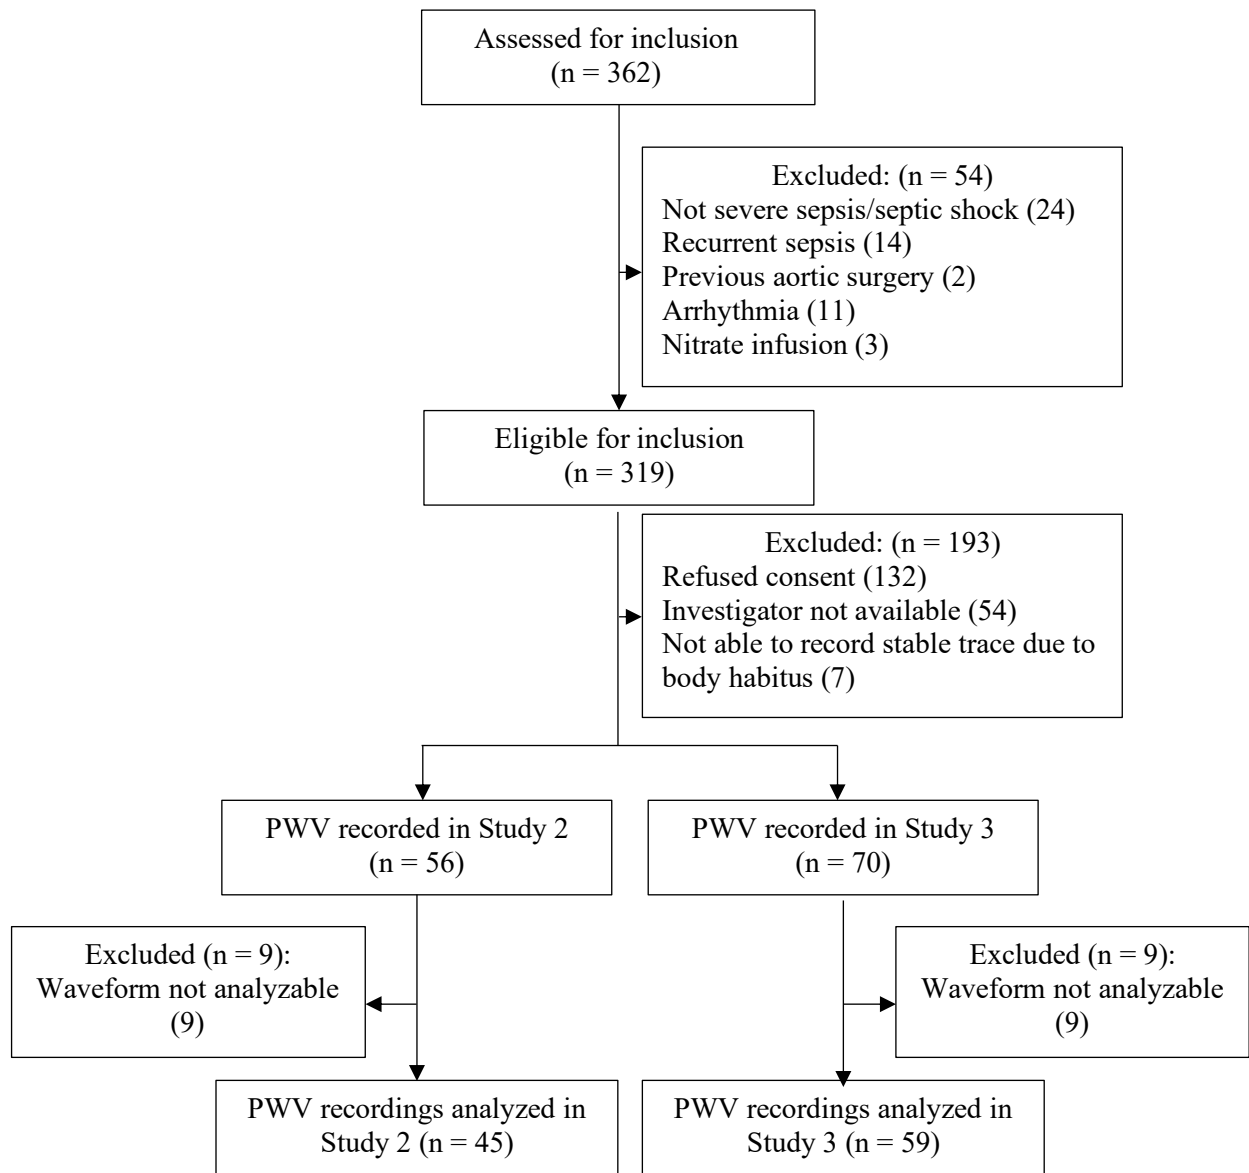 Assessed for inclusion
(n = 362)
Excluded: (n = 54)
Not severe sepsis/septic shock (24)
Recurrent sepsis (14)
Previous aortic surgery (2)
Arrhythmia (11)
Nitrate infusion (3)
Eligible for inclusion
(n = 319)
Excluded: (n = 193)
Refused consent (132)
Investigator not available (54)
Not able to record stable trace due to
body habitus (7)
PWV recorded in Study 2
(n = 56)
PWV recorded in Study 3
(n = 70)
Excluded (n = 9):
Waveform not analyzable
(9)
Excluded (n = 9):
Waveform not analyzable
(9)
PWV recordings analyzed in
Study 2 (n = 45)
PWV recordings analyzed in
Study 3 (n = 59)